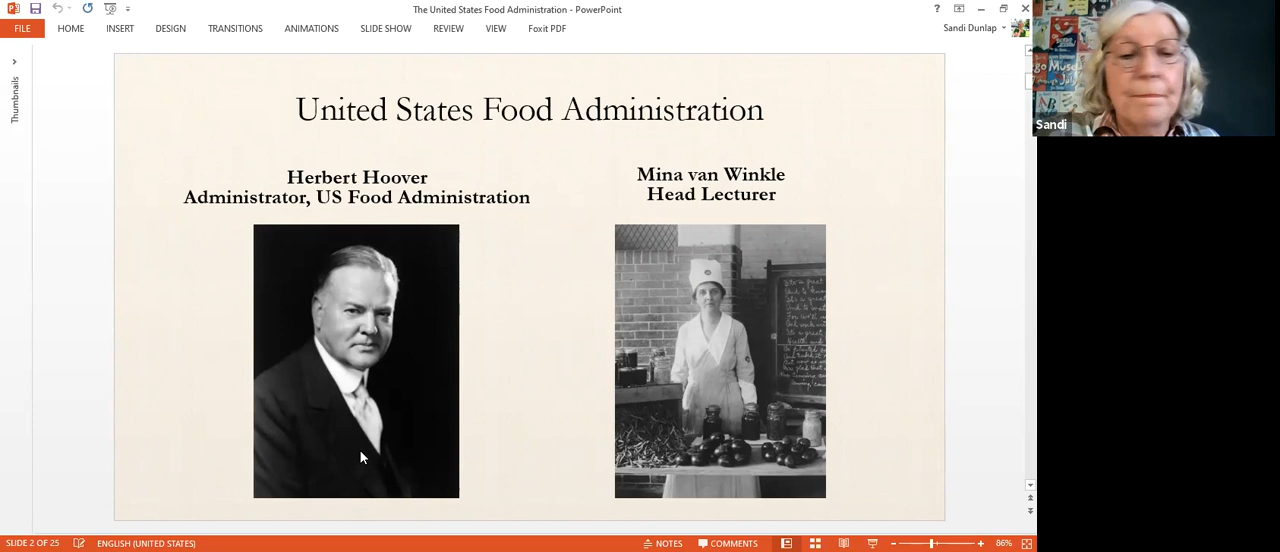 The United States Food Administration - PowerPoint
FILE HOME INSERT DESIGN TRANSITIONS ANIMATIONS SLIDE SHOW REVIEW VIEW Foxit PDF Sandi Dunlap
Thumbnails
United States Food Administration
Herbert Hoover
Administrator, US Food Administration
Mina van Winkle
Head Lecturer
Sandi
SLIDE 2 OF 25 ENGLISH (UNITED STATES) NOTES COMMENTS 86%